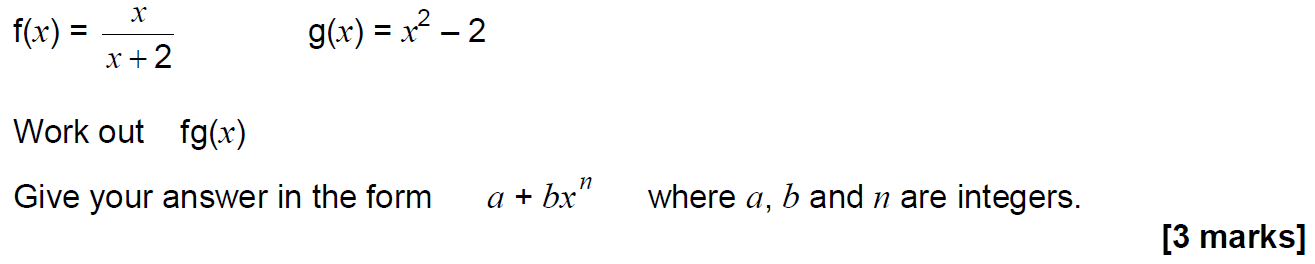 f(x) = x/(x + 2) g(x) = x² – 2
Work out fg(x)
Give your answer in the form a + bxⁿ where a, b and n are integers.
[3 marks]